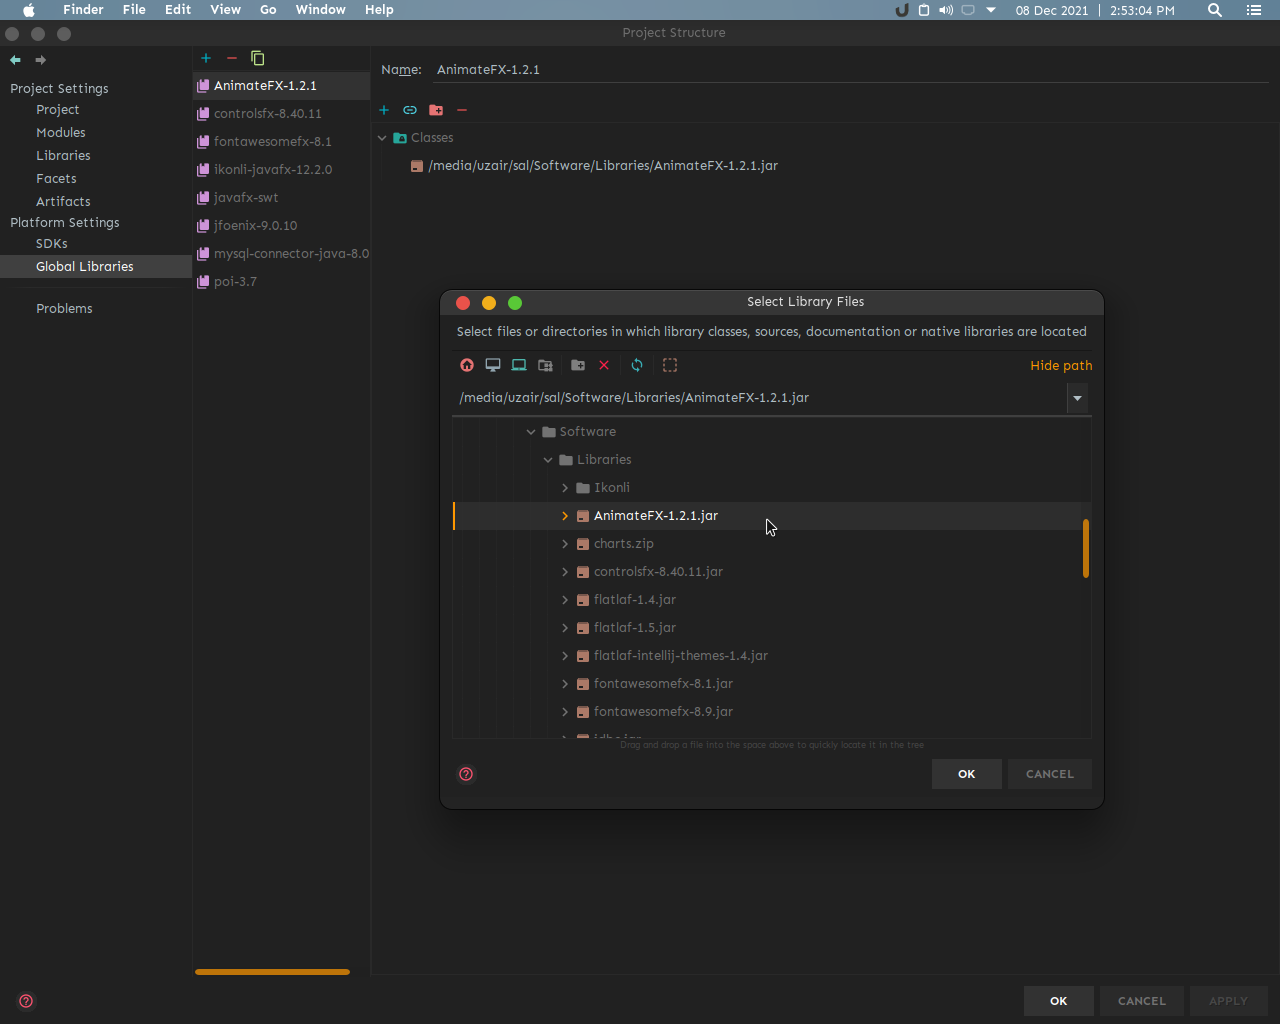 Finder File Edit View Go Window Help 08 Dec 2021 | 2:53:04 PM
Project Structure
Project Settings
Project
Modules
Libraries
Facets
Artifacts
Platform Settings
SDKs
Global Libraries
Problems
AnimateFX-1.2.1
controlsfx-8.40.11
fontawesomefx-8.1
ikonli-javafx-12.2.0
javafx-swt
jfoenix-9.0.10
mysql-connector-java-8.0
poi-3.7
Name: AnimateFX-1.2.1
Classes
/media/uzair/sal/Software/Libraries/AnimateFX-1.2.1.jar
Select Library Files
Select files or directories in which library classes, sources, documentation or native libraries are located
Hide path
/media/uzair/sal/Software/Libraries/AnimateFX-1.2.1.jar
Software
Libraries
Ikonli
AnimateFX-1.2.1.jar
charts.zip
controlsfx-8.40.11.jar
flatlaf-1.4.jar
flatlaf-1.5.jar
flatlaf-intellij-themes-1.4.jar
fontawesomefx-8.1.jar
fontawesomefx-8.9.jar
Drag and drop a file into the space above to quickly locate it in the tree
OK CANCEL
OK CANCEL APPLY